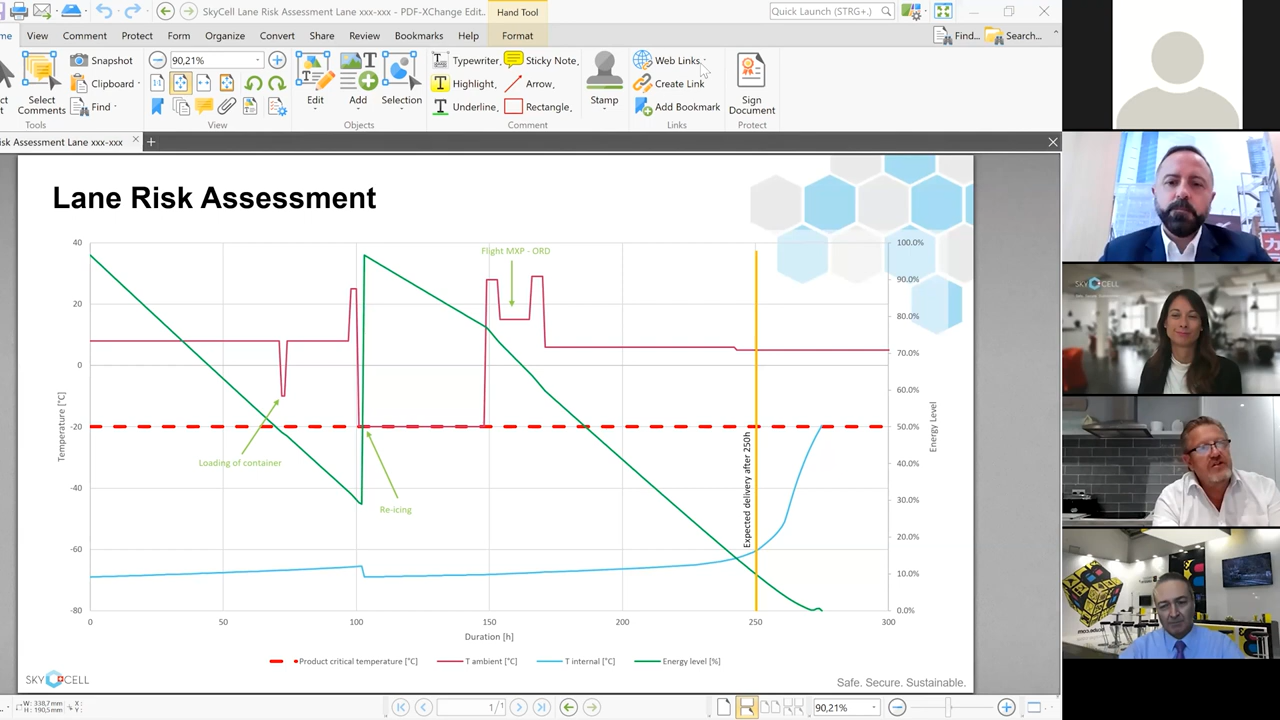 SkyCell Lane Risk Assessment Lane xxx-xxx - PDF-XChange Edit..
Hand Tool
Quick Launch (STRG+.)
me
View
Comment
Protect
Form
Organize
Convert
Share
Review
Bookmarks
Help
Format
Find...
Search...
Snapshot
Clipboard
Find
Select
Comments
Tools
90,21%
View
Edit
Add
Selection
Objects
Typewriter
Highlight
Underline
Sticky Note
Arrow
Rectangle
Comment
Stamp
Web Links
Create Link
Add Bookmark
Links
Sign
Document
Protect
isk Assessment Lane xxx-xxx
Lane Risk Assessment
Flight MXP - ORD
Loading of container
Re-icing
Expected delivery after 250h
Temperature [°C]
40
20
0
-20
-40
-60
-80
Energy Level
100.0%
90.0%
80.0%
70.0%
60.0%
50.0%
40.0%
30.0%
20.0%
10.0%
0.0%
0
50
100
150
200
250
300
Duration [h]
Product critical temperature [°C]
T ambient [°C]
T internal [°C]
Energy level [%]
SKYCELL
Safe. Secure. Sustainable.
W: 338,7mm
H: 190,5mm
X:
Y:
1/1
90,21%
SKYCELL